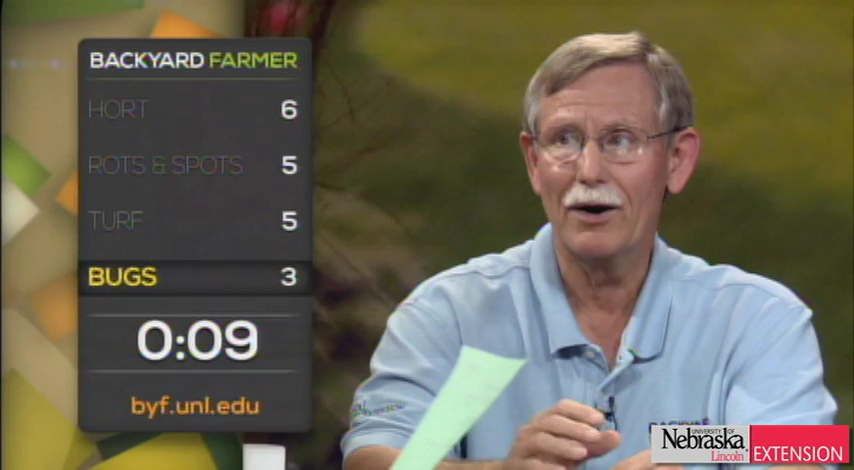 BACKYARD FARMER
HORT 6
ROTS & SPOTS 5
TURF 5
BUGS 3
0:09
byf.unl.edu
BACKYA
UNIVERSITY OF
Nebraska
Lincoln
EXTENSION